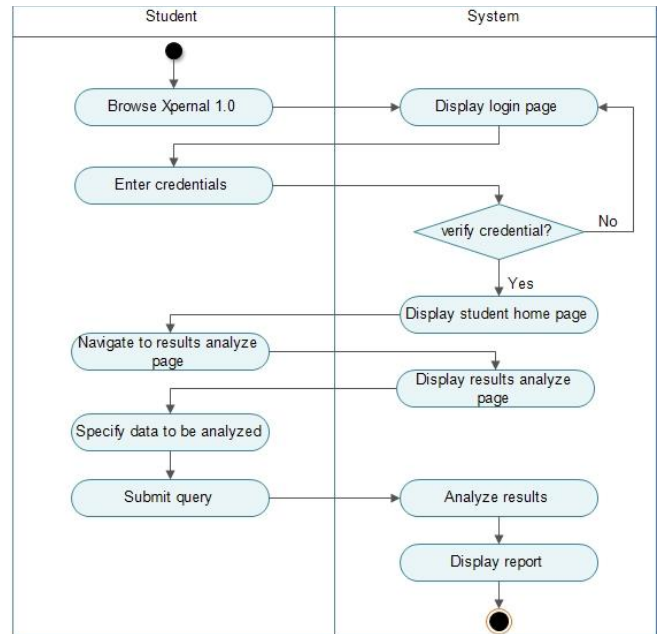 Student
System
Browse Xpernal 1.0
Display login page
Enter credentials
verify credential?
No
Yes
Display student home page
Navigate to results analyze
page
Display results analyze
page
Specify data to be analyzed
Submit query
Analyze results
Display report